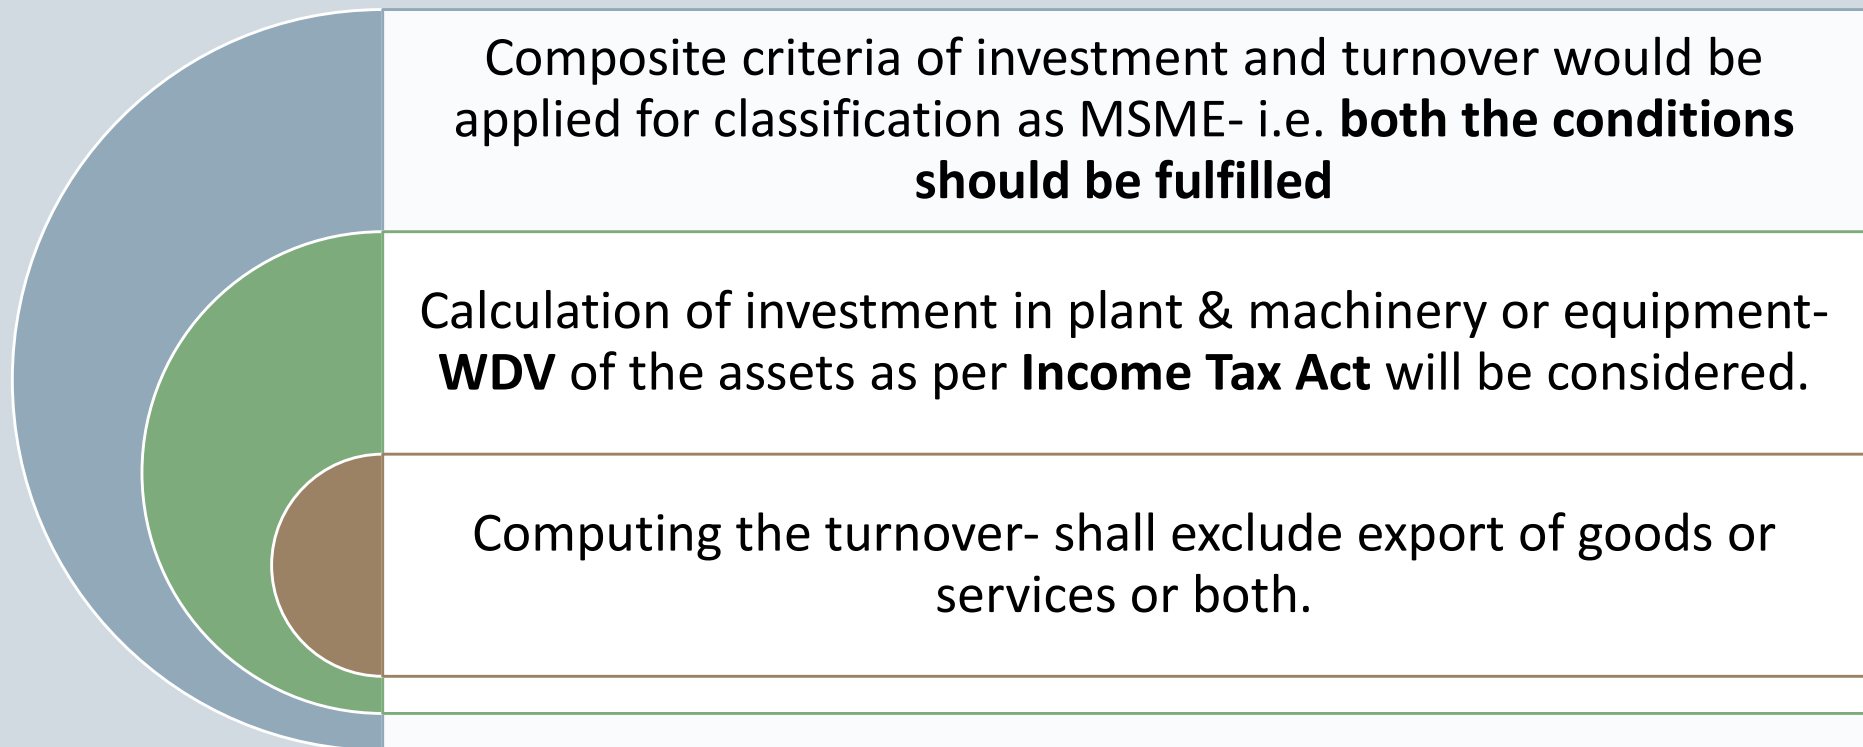 Composite criteria of investment and turnover would be
applied for classification as MSME- i.e. both the conditions
should be fulfilled
Calculation of investment in plant & machinery or equipment-
WDV of the assets as per Income Tax Act will be considered.
Computing the turnover- shall exclude export of goods or
services or both.